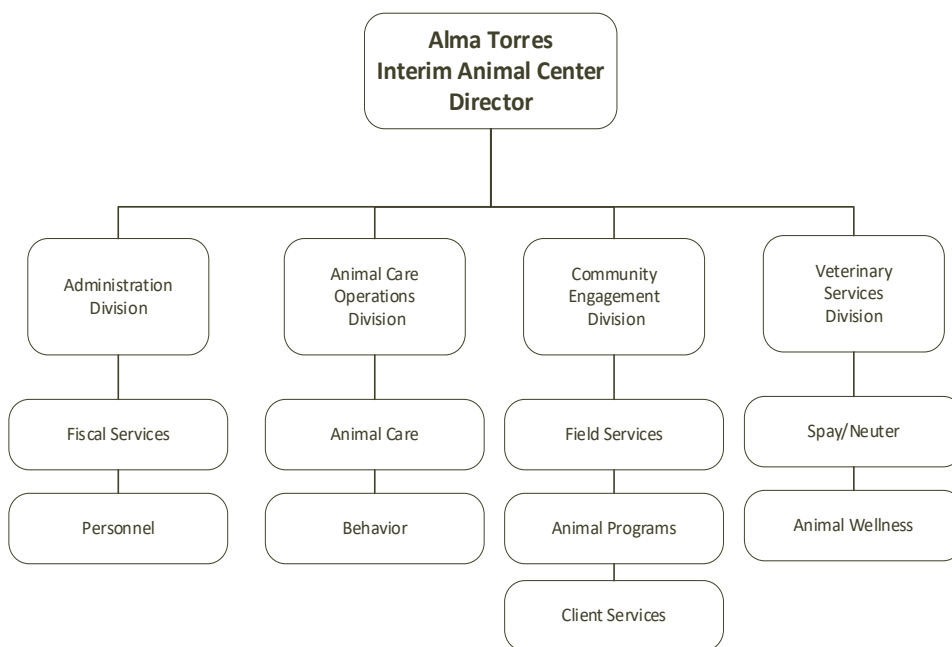 Alma Torres
Interim Animal Center
Director
Administration
Division
Animal Care
Operations
Division
Community
Engagement
Division
Veterinary
Services
Division
Fiscal Services
Animal Care
Field Services
Spay/Neuter
Personnel
Behavior
Animal Programs
Animal Wellness
Client Services